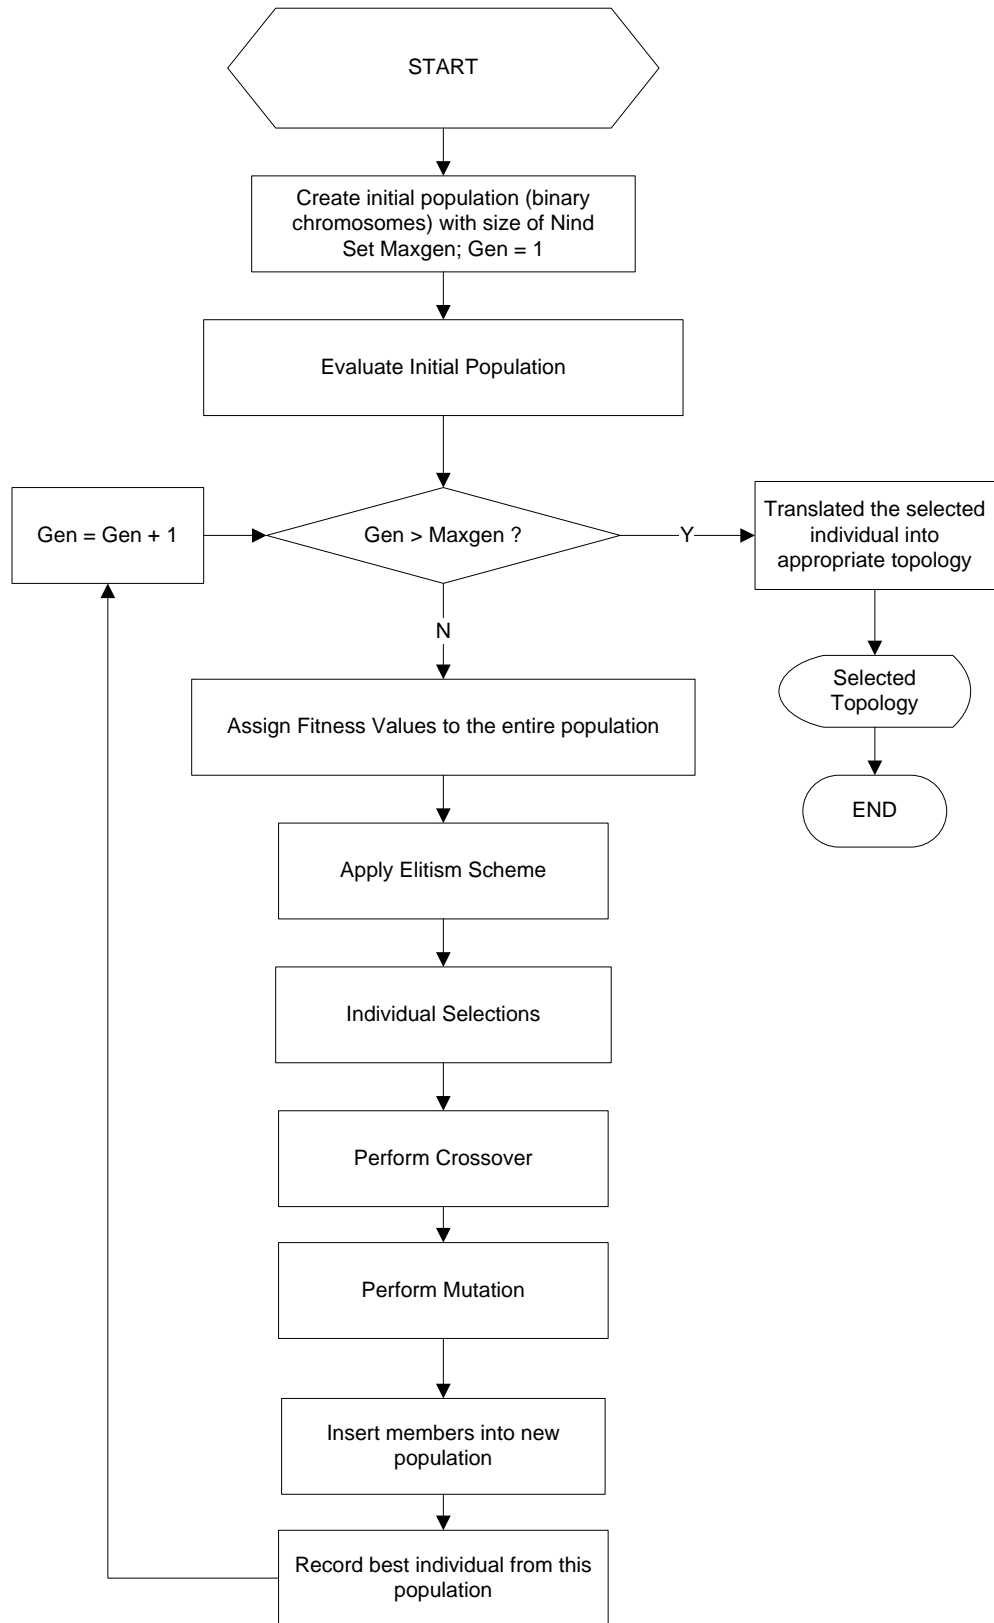 START
Create initial population (binary
chromosomes) with size of Nind
Set Maxgen; Gen = 1
Evaluate Initial Population
Gen = Gen + 1
Gen > Maxgen ?
Y
Translated the selected
individual into
appropriate topology
N
Selected
Topology
Assign Fitness Values to the entire population
END
Apply Elitism Scheme
Individual Selections
Perform Crossover
Perform Mutation
Insert members into new
population
Record best individual from this
population